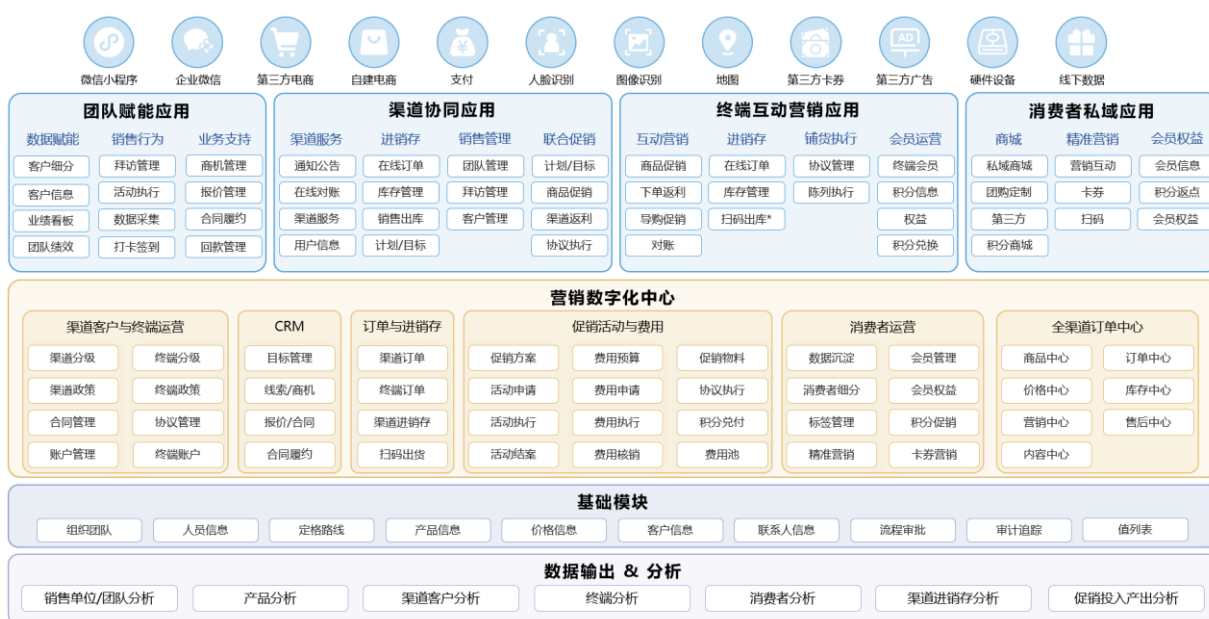 微信小程序 企业微信 第三方电商 自建电商 支付 人脸识别 图像识别 地图 第三方卡券 第三方广告 硬件设备 线下数据
AD
团队赋能应用
数据赋能 销售行为 业务支持
客户细分 拜访管理 商机管理
客户信息 活动执行 报价管理
业绩看板 数据采集 合同履约
团队绩效 打卡签到 回款管理
渠道协同应用
渠道服务 进销存 销售管理 联合促销
通知公告 在线订单 团队管理 计划/目标
在线对账 库存管理 拜访管理 商品促销
渠道服务 销售出库 客户管理 渠道返利
用户信息 计划/目标 协议执行
终端互动营销应用
互动营销 进销存 铺货执行 会员运营
商品促销 在线订单 协议管理 终端会员
下单返利 库存管理 陈列执行 积分信息
导购促销 扫码出库* 权益
对账 积分兑换
消费者私域应用
商城 精准营销 会员权益
私域商城 营销互动 会员信息
团购定制 卡券 积分返点
第三方 扫码 会员权益
积分商城
营销数字化中心
渠道客户与终端运营
渠道分级 终端分级
渠道政策 终端政策
合同管理 协议管理
账户管理 终端账户
CRM
目标管理
线索/商机
报价/合同
合同履约
订单与进销存
渠道订单
终端订单
渠道进销存
扫码出货
促销活动与费用
促销方案 费用预算 促销物料
活动申请 费用申请 协议执行
活动执行 费用执行 积分兑付
活动结案 费用核销 费用池
消费者运营
数据沉淀 会员管理
消费者细分 会员权益
标签管理 积分促销
精准营销 卡券营销
全渠道订单中心
商品中心 订单中心
价格中心 库存中心
营销中心 售后中心
内容中心
基础模块
组织团队 人员信息 定格路线 产品信息 价格信息 客户信息 联系人信息 流程审批 审计追踪 值列表
数据输出 & 分析
销售单位/团队分析 产品分析 渠道客户分析 终端分析 消费者分析 渠道进销存分析 促销投入产出分析